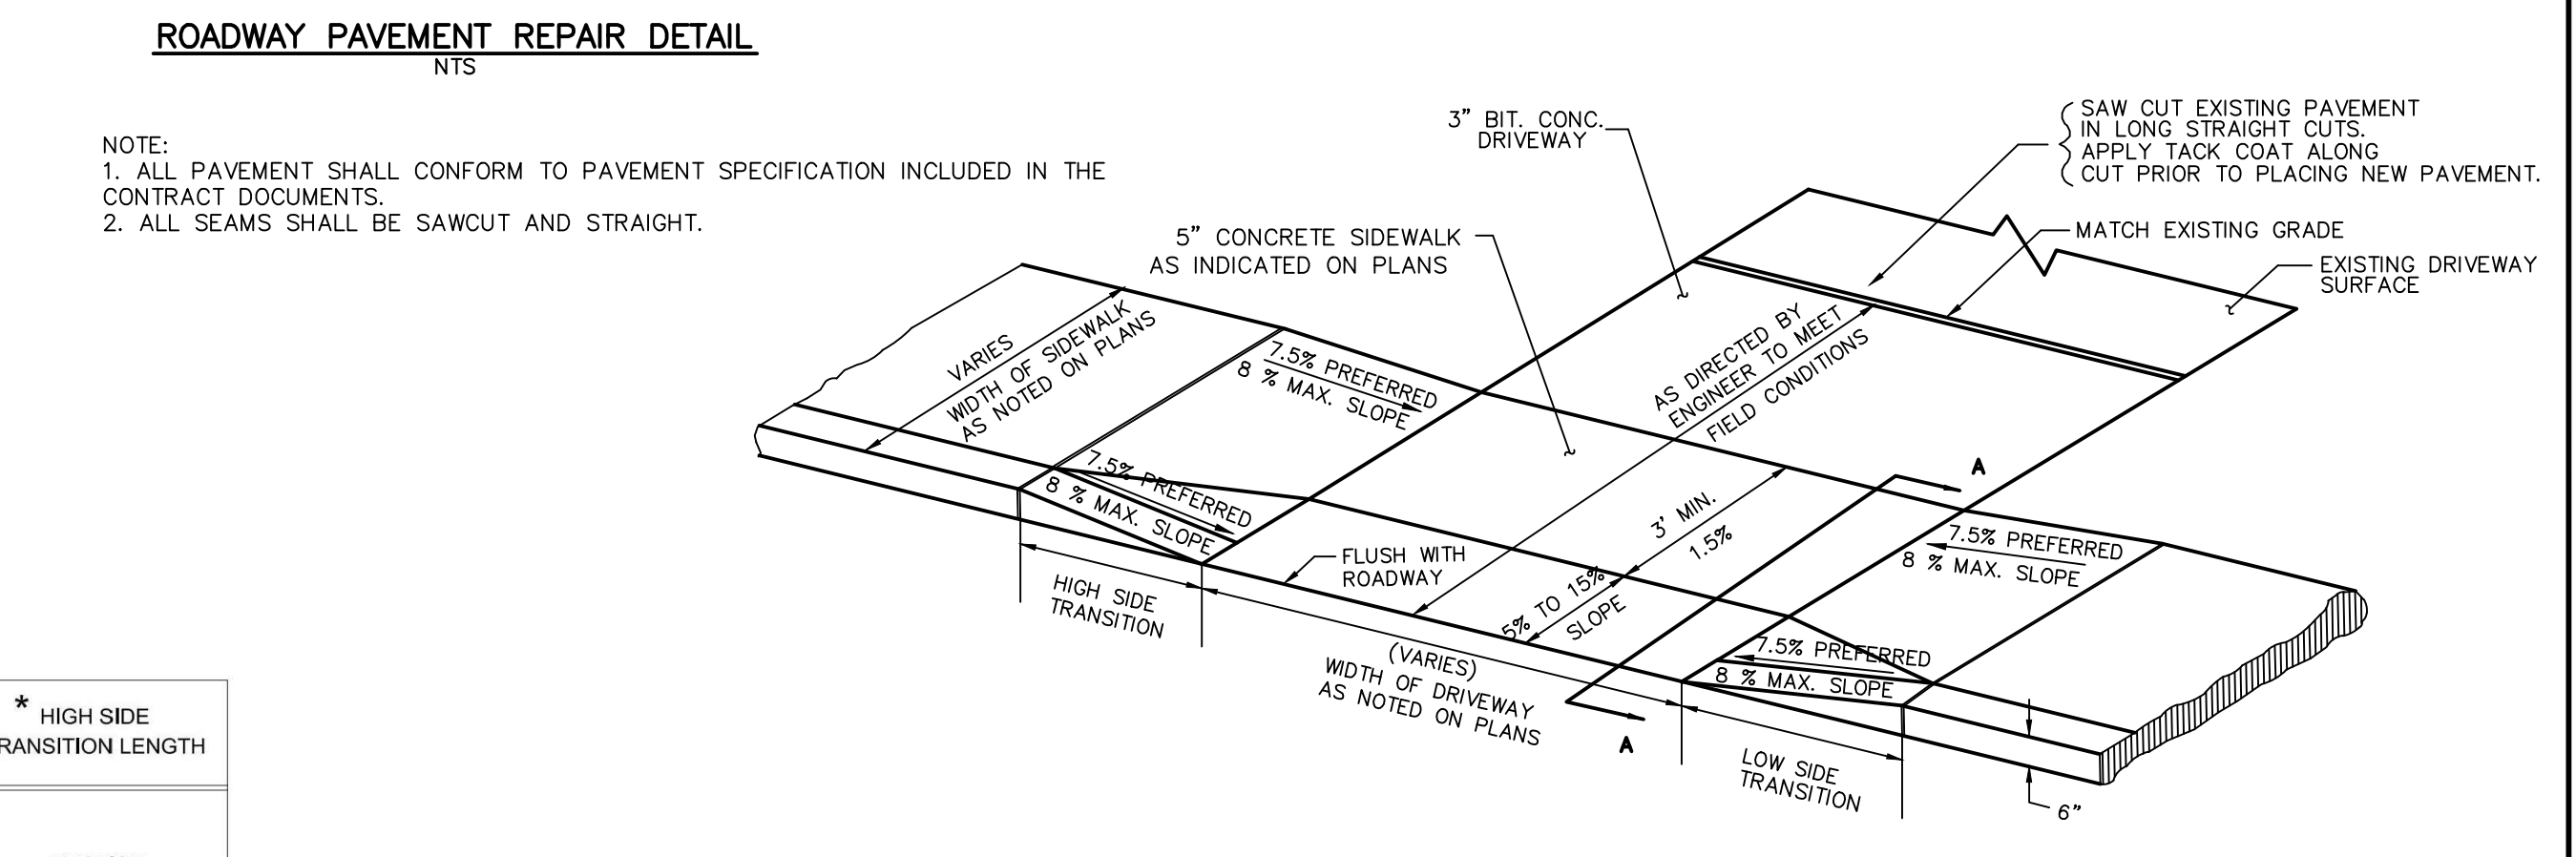 ROADWAY PAVEMENT REPAIR DETAIL
NTS
NOTE:
1. ALL PAVEMENT SHALL CONFORM TO PAVEMENT SPECIFICATION INCLUDED IN THE
CONTRACT DOCUMENTS.
2. ALL SEAMS SHALL BE SAWCUT AND STRAIGHT.
3" BIT. CONC.
DRIVEWAY
SAW CUT EXISTING PAVEMENT
IN LONG STRAIGHT CUTS.
APPLY TACK COAT ALONG
CUT PRIOR TO PLACING NEW PAVEMENT.
MATCH EXISTING GRADE
EXISTING DRIVEWAY
SURFACE
5" CONCRETE SIDEWALK
AS INDICATED ON PLANS
VARIES
WIDTH OF SIDEWALK
AS NOTED ON PLANS
7.5% PREFERRED
8 % MAX. SLOPE
AS DIRECTED BY
ENGINEER TO MEET
FIELD CONDITIONS
7.5% PREFERRED
8 % MAX. SLOPE
A
3' MIN.
1.5%
7.5% PREFERRED
8 % MAX. SLOPE
FLUSH WITH
ROADWAY
5% TO 15%
SLOPE
HIGH SIDE
TRANSITION
(VARIES)
WIDTH OF DRIVEWAY
AS NOTED ON PLANS
7.5% PREFERRED
8 % MAX. SLOPE
A
LOW SIDE
TRANSITION
6"
* HIGH SIDE
RANSITION LENGTH